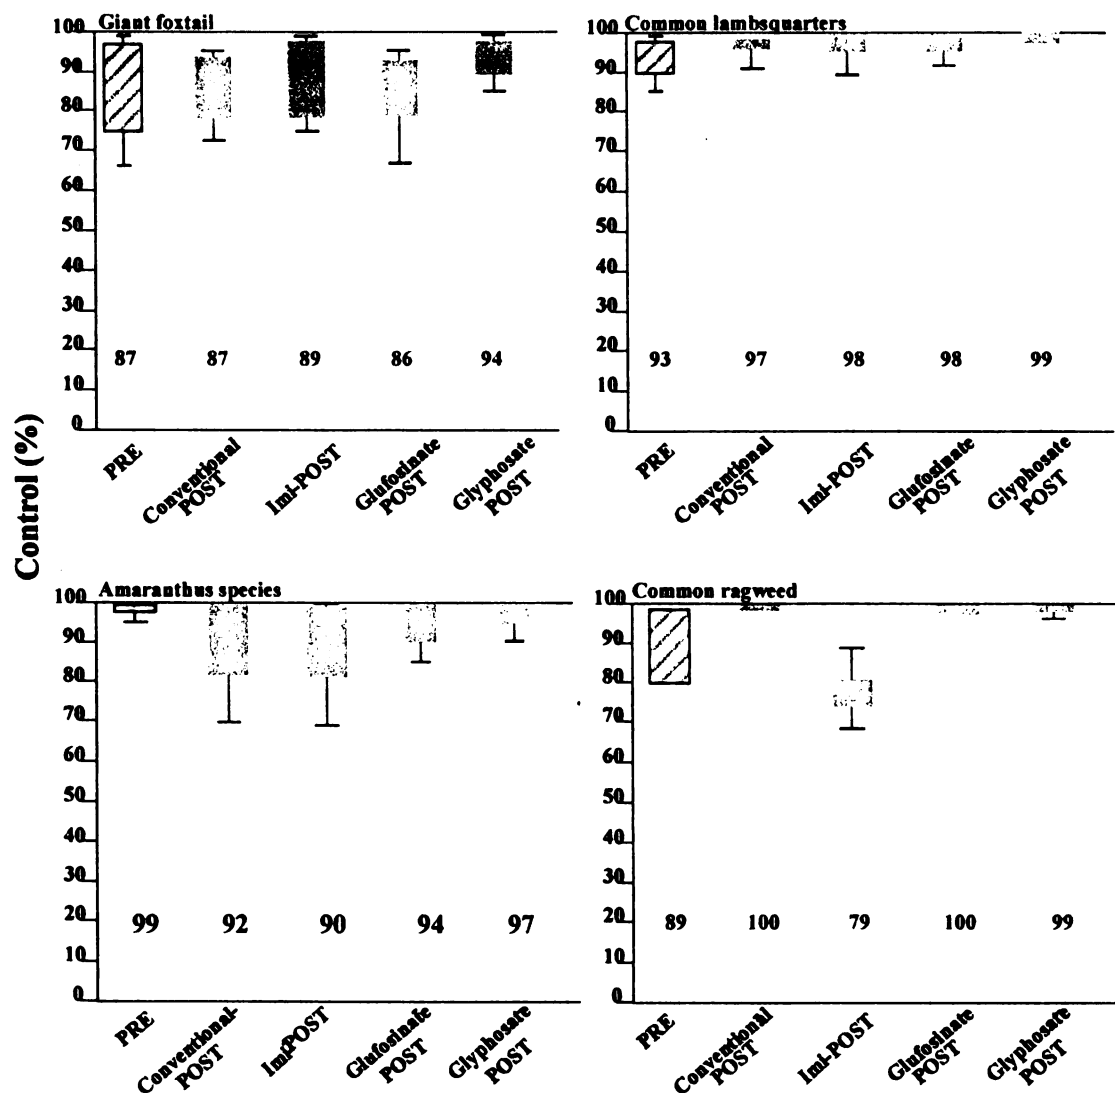 Control (%)
Giant foxtail
100
90
80
70
60
50
40
30
20
10
0
87 87 89 86 94
PRE
Conventional
POST
Imi-POST
Glufosinate
POST
Glyphosate
POST
Common lambsquarters
100
90
80
70
60
50
40
30
20
10
0
93 97 98 98 99
PRE
Conventional
POST
Imi-POST
Glufosinate
POST
Glyphosate
POST
Amaranthus species
100
90
80
70
60
50
40
30
20
10
0
99 92 90 94 97
PRE
Conventional-
POST
Imi-POST
Glufosinate
POST
Glyphosate
POST
Common ragweed
100
90
80
70
60
50
40
30
20
10
0
89 100 79 100 99
PRE
Conventional
POST
Imi-POST
Glufosinate
POST
Glyphosate
POST